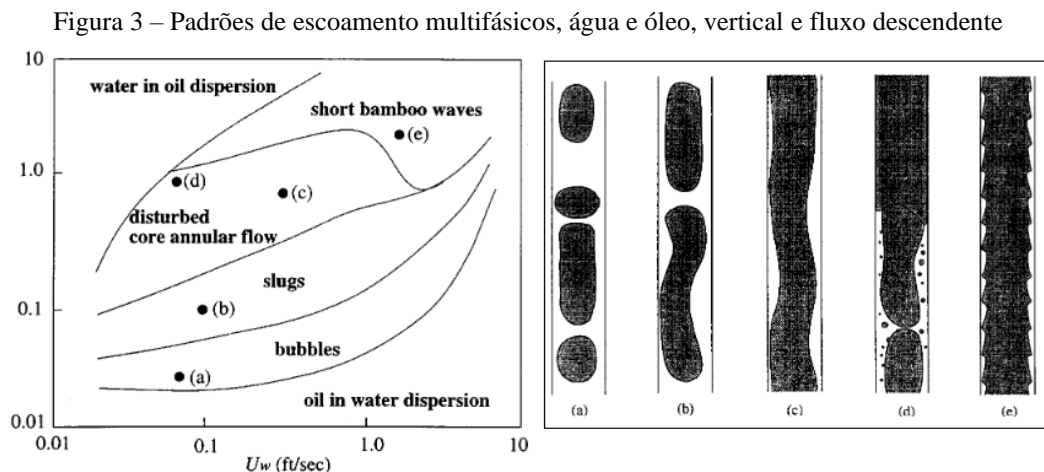 Figura 3 – Padrões de escoamento multifásicos, água e óleo, vertical e fluxo descendente
10
water in oil dispersion
short bamboo waves
(e)
1.0
(d)
(c)
disturbed
core annular flow
slugs
0.1
(b)
bubbles
(a)
oil in water dispersion
0.01
0.01
0.1
1.0
10
Uw (ft/sec)
(a)
(b)
(c)
(d)
(e)